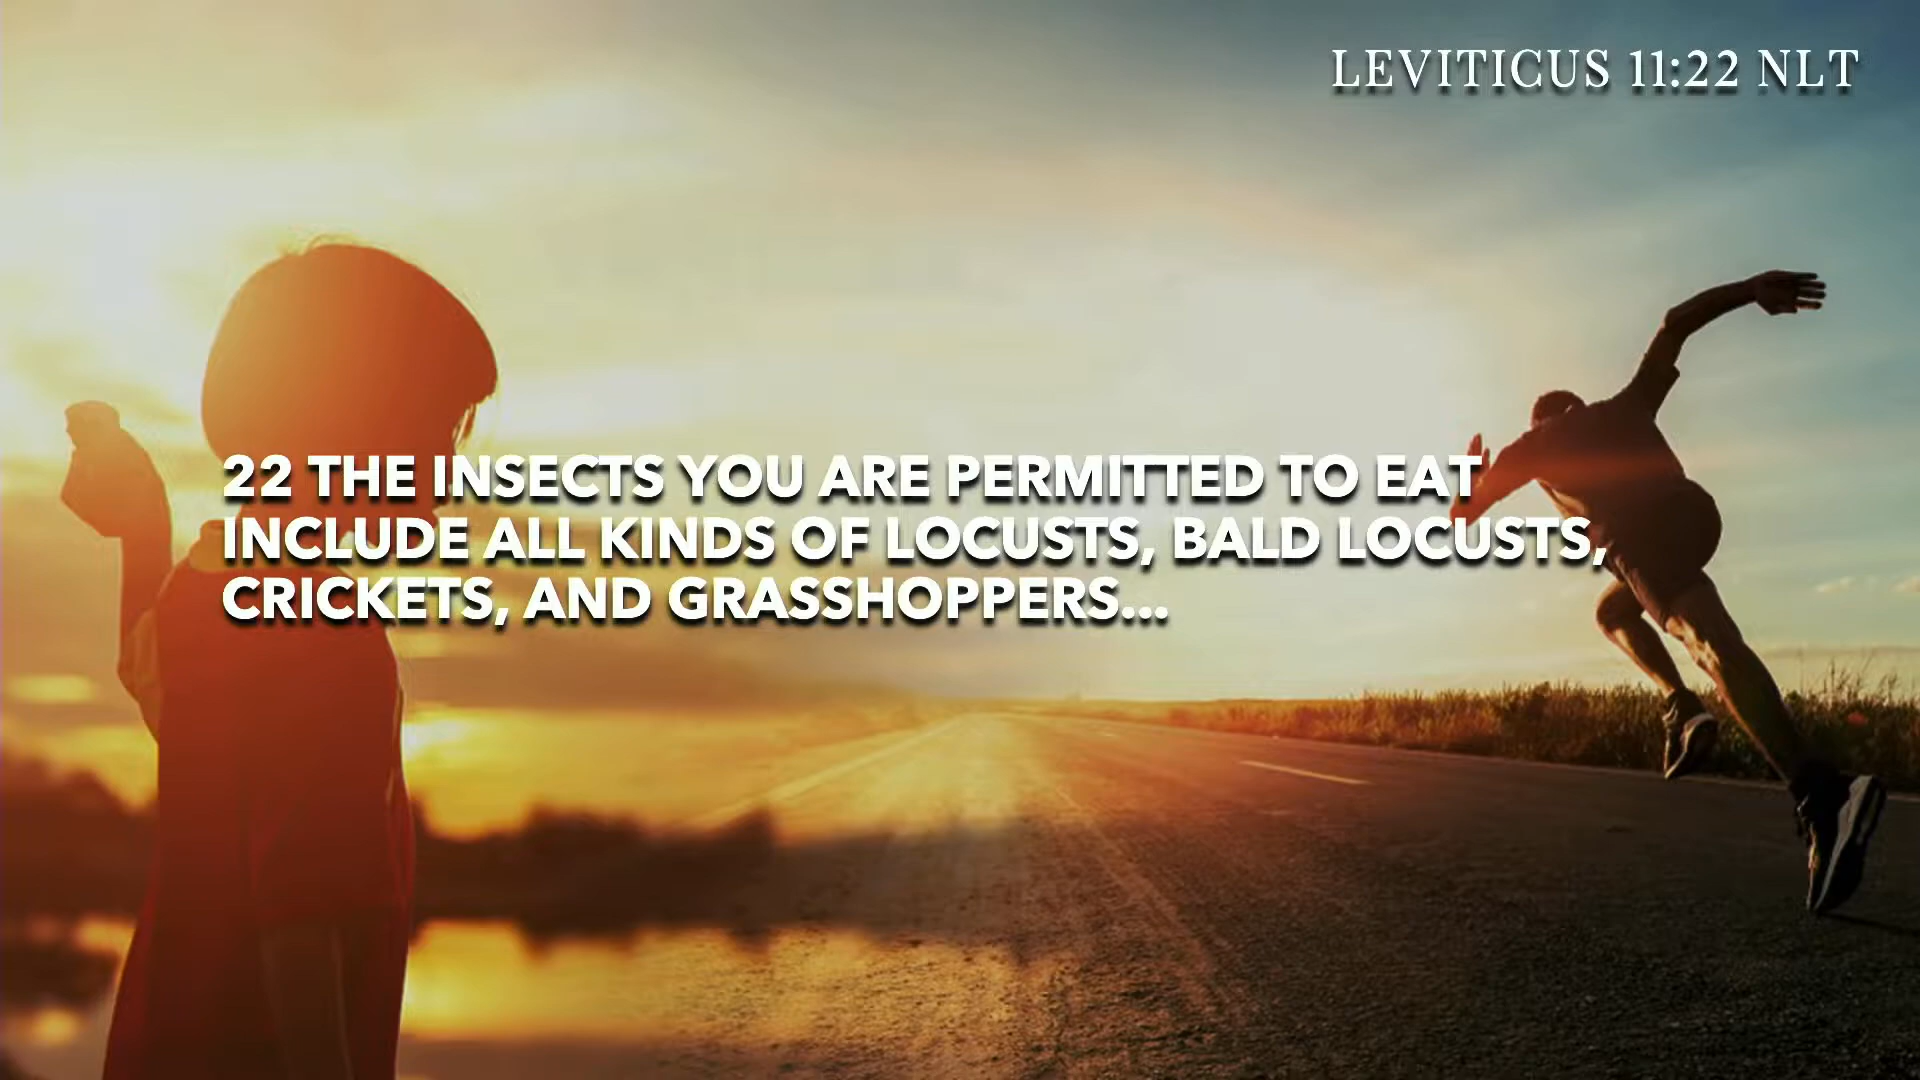 LEVITICUS 11:22 NLT
22 THE INSECTS YOU ARE PERMITTED TO EAT
INCLUDE ALL KINDS OF LOCUSTS, BALD LOCUSTS,
CRICKETS, AND GRASSHOPPERS...